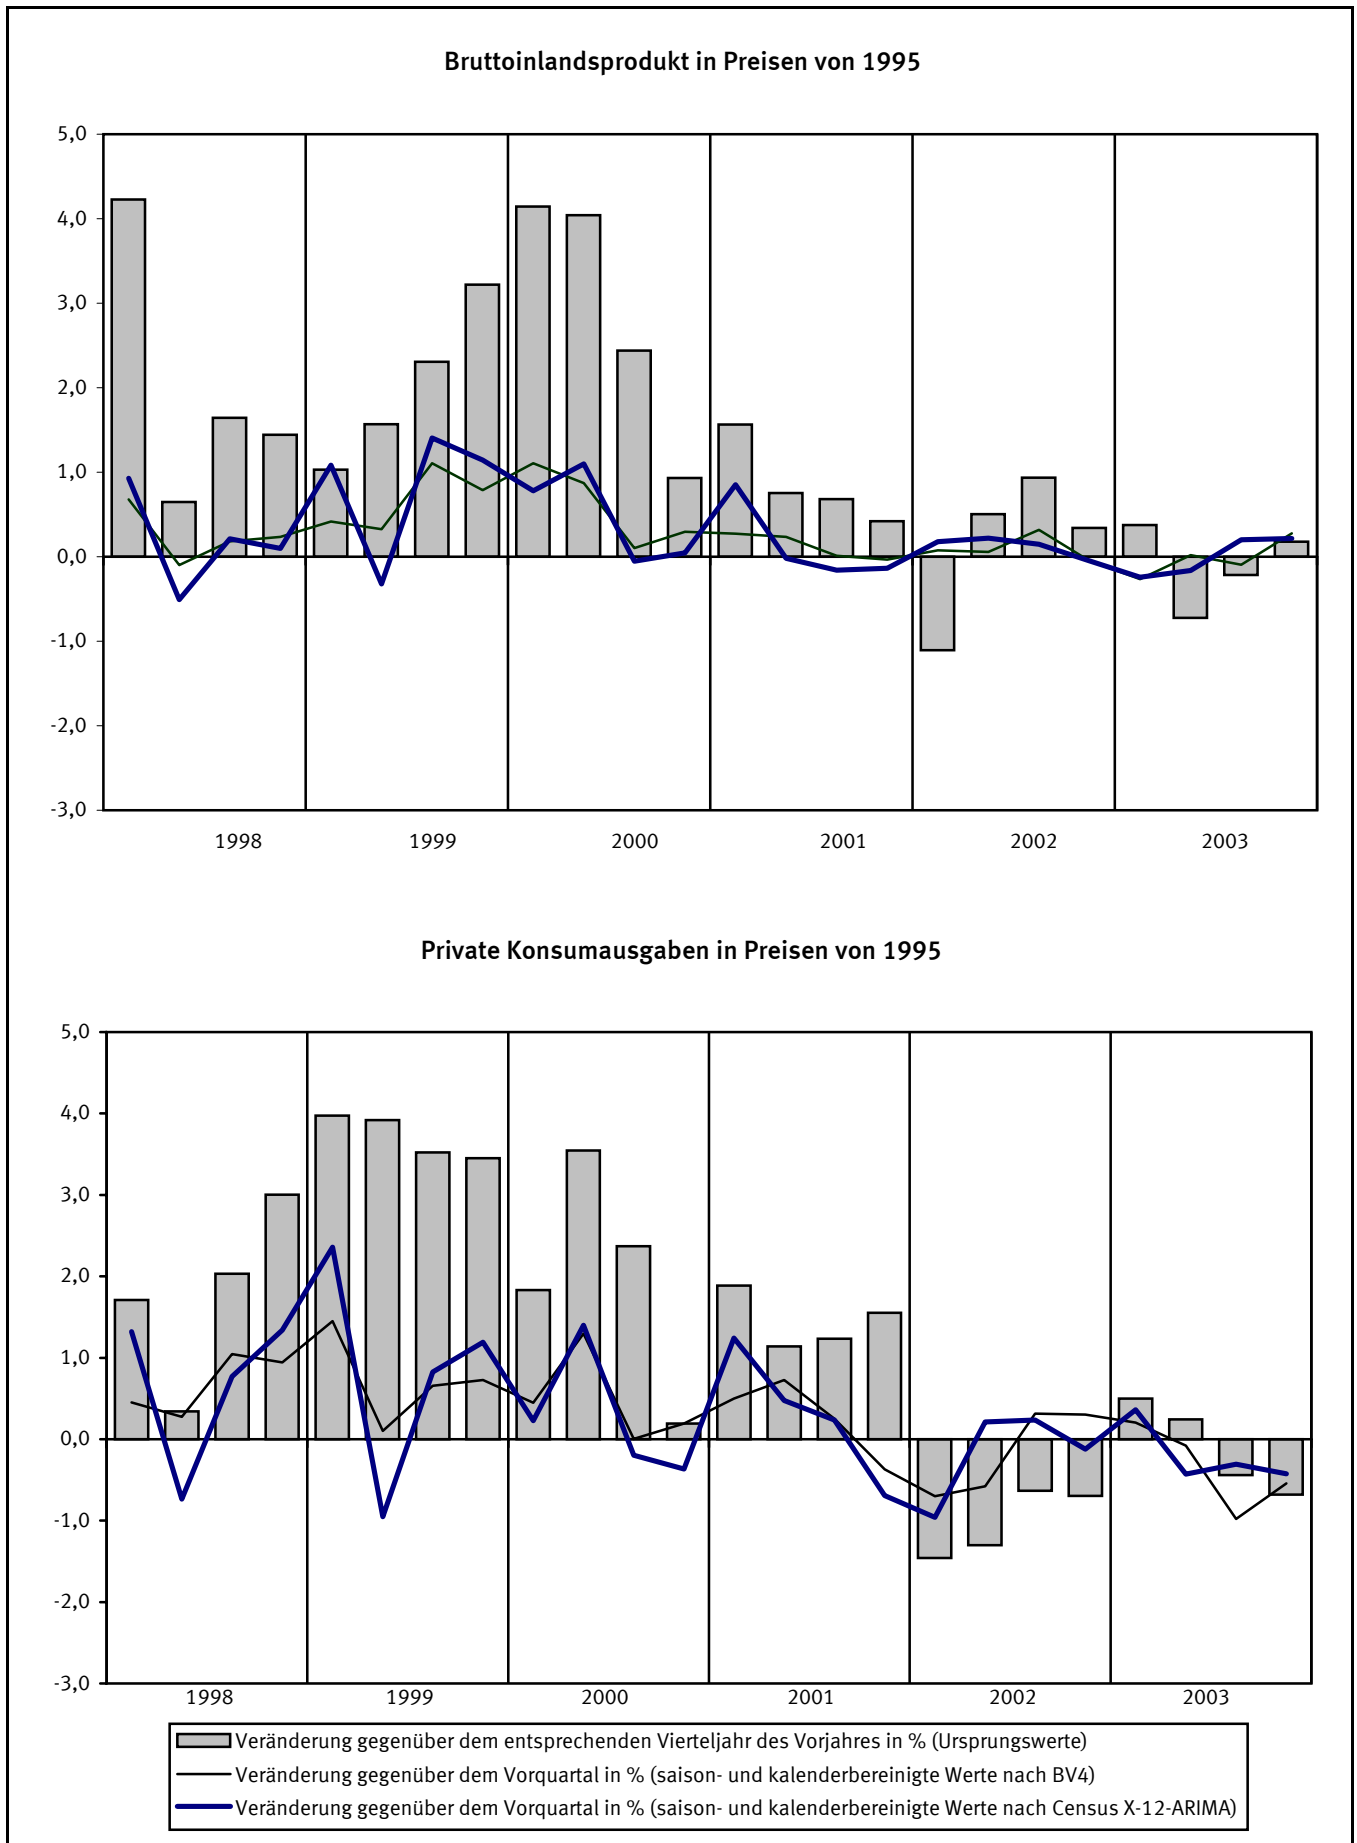 Bruttoinlandsprodukt in Preisen von 1995
5,0
4,0
3,0
2,0
1,0
0,0
-1,0
-2,0
-3,0
1998 1999 2000 2001 2002 2003
Private Konsumausgaben in Preisen von 1995
5,0
4,0
3,0
2,0
1,0
0,0
-1,0
-2,0
-3,0
1998 1999 2000 2001 2002 2003
Veränderung gegenüber dem entsprechenden Vierteljahr des Vorjahres in % (Ursprungswerte)
Veränderung gegenüber dem Vorquartal in % (saison- und kalenderbereinigte Werte nach BV4)
Veränderung gegenüber dem Vorquartal in % (saison- und kalenderbereinigte Werte nach Census X-12-ARIMA)